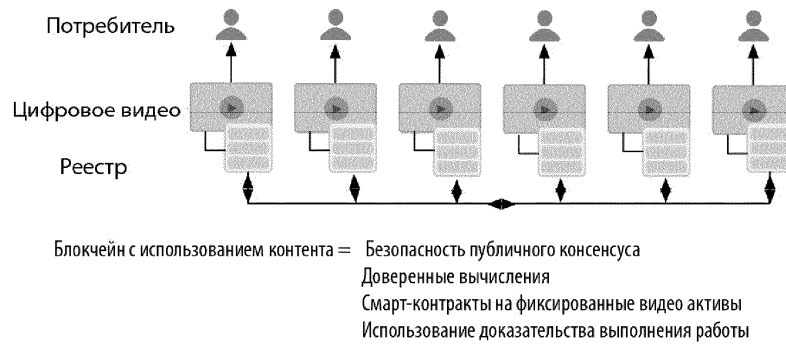 Потребитель
Цифровое видео
Реестр
Блокчейн с использованием контента = Безопасность публичного консенсуса
Доверенные вычисления
Смарт-контракты на фиксированные видео активы
Использование доказательства выполнения работы